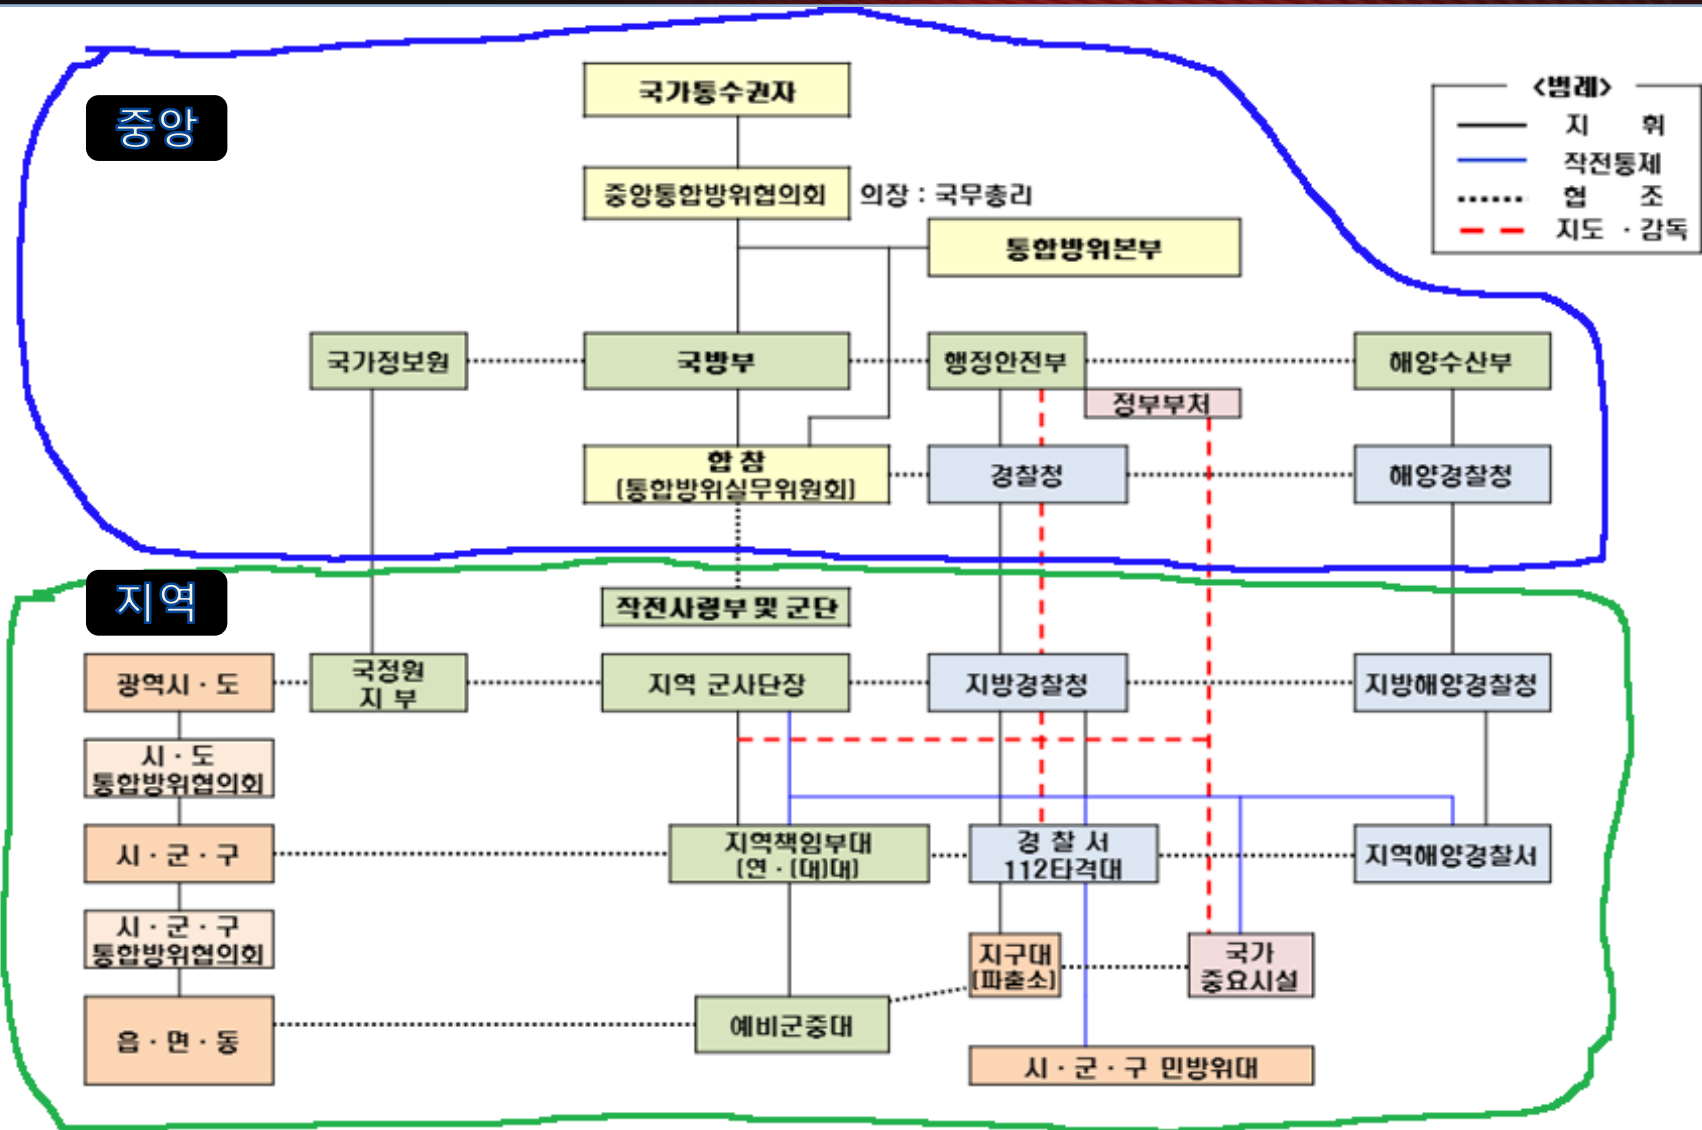 중앙
국가통수권자
<범례>
지 휘
작전통제
협 조
지도 · 감독
중앙통합방위협의회
의장 : 국무총리
통합방위본부
국가정보원
국방부
행정안전부
해양수산부
정부부처
합 참
(통합방위실무위원회)
경찰청
해양경찰청
지역
작전사령부 및 군단
광역시 · 도
국정원
지 부
지역 군사단장
지방경찰청
지방해양경찰청
시 · 도
통합방위협의회
시 · 군 · 구
지역책임부대
(연 · (대)대)
경 찰 서
112타격대
지역해양경찰서
시 · 군 · 구
통합방위협의회
지구대
(파출소)
국가
중요시설
읍 · 면 · 동
예비군중대
시 · 군 · 구 민방위대